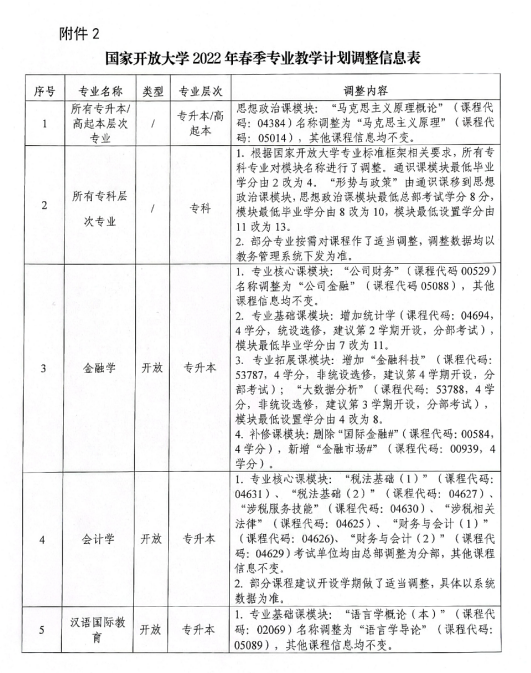 附件 2
国家开放大学 2022 年春季专业教学计划调整信息表
序号 专业名称 类型 专业层次 调整内容
1
所有专升本/
高起本层次
专业
/
专升本/高
起本
思想政治课模块：“马克思主义原理概论”（课程代
码：04384）名称调整为“马克思主义原理”（课程代
码：05014），其他课程信息均不变。
2
所有专科层
次专业
/
专科
1. 根据国家开放大学专业标准框架相关要求，所有专
科专业对模块名称进行了调整。通识课模块最低毕业
学分由 2 改为 4。“形势与政策”由通识课移到思想
政治课模块，思想政治课模块最低总部考试学分 8 分，
模块最低毕业学分由 8 改为 10，模块最低设置学分由
11 改为 13。
2. 部分专业按需对课程作了适当调整，调整数据均以
教务管理系统下发为准。
3
金融学
开放
专升本
1. 专业核心课模块：“公司财务”（课程代码 00529）
名称调整为“公司金融”（课程代码 05088），其他
课程信息均不变。
2. 专业基础课模块：增加统计学（课程代码：04694，
4 学分，统设选修，建议第 2 学期开设，分部考试），
模块最低毕业学分由 7 改为 11。
3. 专业拓展课模块：增加“金融科技”（课程代码：
53787，4 学分，非统设选修，建议第 4 学期开设，分
部考试）；“大数据分析”（课程代码：53788，4 学
分，非统设选修，建议第 3 学期开设，分部考试），
模块最低设置学分由 4 改为 8。
4. 补修课模块：删除“国际金融#”（课程代码：00584，
4 学分），新增“金融市场#”（课程代码：00939，4
学分）。
4
会计学
开放
专升本
1. 专业核心课模块：“税法基础（1）”（课程代码：
04631）、“税法基础（2）”（课程代码：04627）、
“涉税服务技能”（课程代码：04630）、“涉税相关
法律”（课程代码：04625）、“财务与会计（1）”
（课程代码：04626)、“财务与会计（2）”（课程代
码：04629）考试单位均由总部调整为分部，其他课程
信息不变。
2. 部分课程建议开设学期做了适当调整，具体以系统
数据为准。
5
汉语国际教
育
开放
专升本
1. 专业基础课模块：“语言学概论（本）”（课程代
码：02069）名称调整为“语言学导论”（课程代码：
05089），其他课程信息均不变。